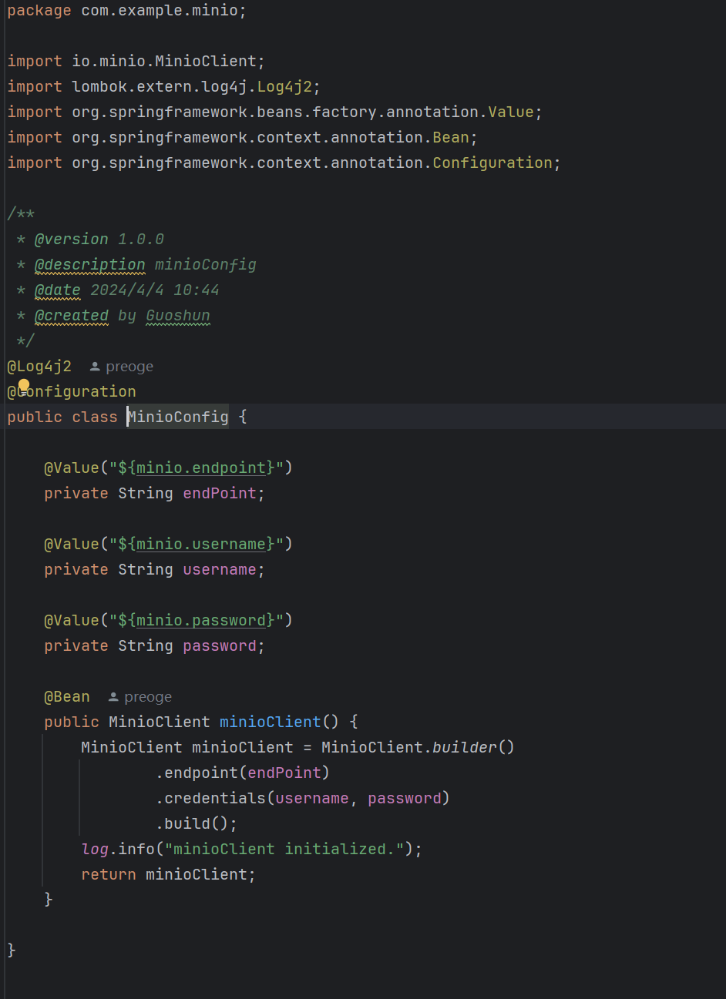 package com.example.minio;
import io.minio.MinioClient;
import lombok.extern.log4j.Log4j2;
import org.springframework.beans.factory.annotation.Value;
import org.springframework.context.annotation.Bean;
import org.springframework.context.annotation.Configuration;
/**
 * @version 1.0.0
 * @description minioConfig
 * @date 2024/4/4 10:44
 * @created by Guoshun
 */
@Log4j2 preoge
@Configuration
public class MinioConfig {
    @Value("${minio.endpoint}")
    private String endPoint;
    @Value("${minio.username}")
    private String username;
    @Value("${minio.password}")
    private String password;
    @Bean preoge
    public MinioClient minioClient() {
        MinioClient minioClient = MinioClient.builder()
                .endpoint(endPoint)
                .credentials(username, password)
                .build();
        log.info("minioClient initialized.");
        return minioClient;
    }
}